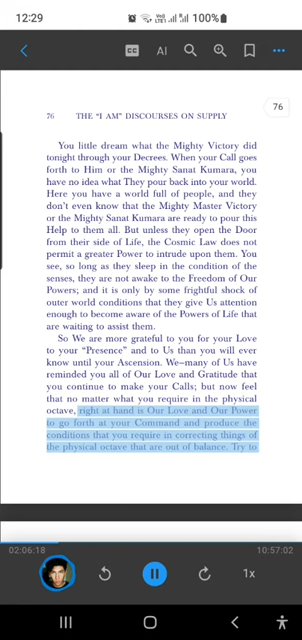 12:29
100%
CC
AI
76
76 THE “I AM” DISCOURSES ON SUPPLY
You little dream what the Mighty Victory did
tonight through your Decrees. When your Call goes
forth to Him or the Mighty Sanat Kumara, you
have no idea what They pour back into your world.
Here you have a world full of people, and they
don't even know that the Mighty Master Victory
or the Mighty Sanat Kumara are ready to pour this
Help to them all. But unless they open the Door
from their side of Life, the Cosmic Law does not
permit a greater Power to intrude upon them. You
see, so long as they sleep in the condition of the
senses, they are not awake to the Freedom of Our
Powers; and it is only by some frightful shock of
outer world conditions that they give Us attention
enough to become aware of the Powers of Life that
are waiting to assist them.
So We are more grateful to you for your Love
to your “Presence” and to Us than you will ever
know until your Ascension. We—many of Us have
reminded you all of Our Love and Gratitude that
you continue to make your Calls; but now feel
that no matter what you require in the physical
octave, right at hand is Our Love and Our Power
to go forth at your Command and produce the
conditions that you require in correcting things of
the physical octave that are out of balance. Try to
02:06:18
10:57:02
1x